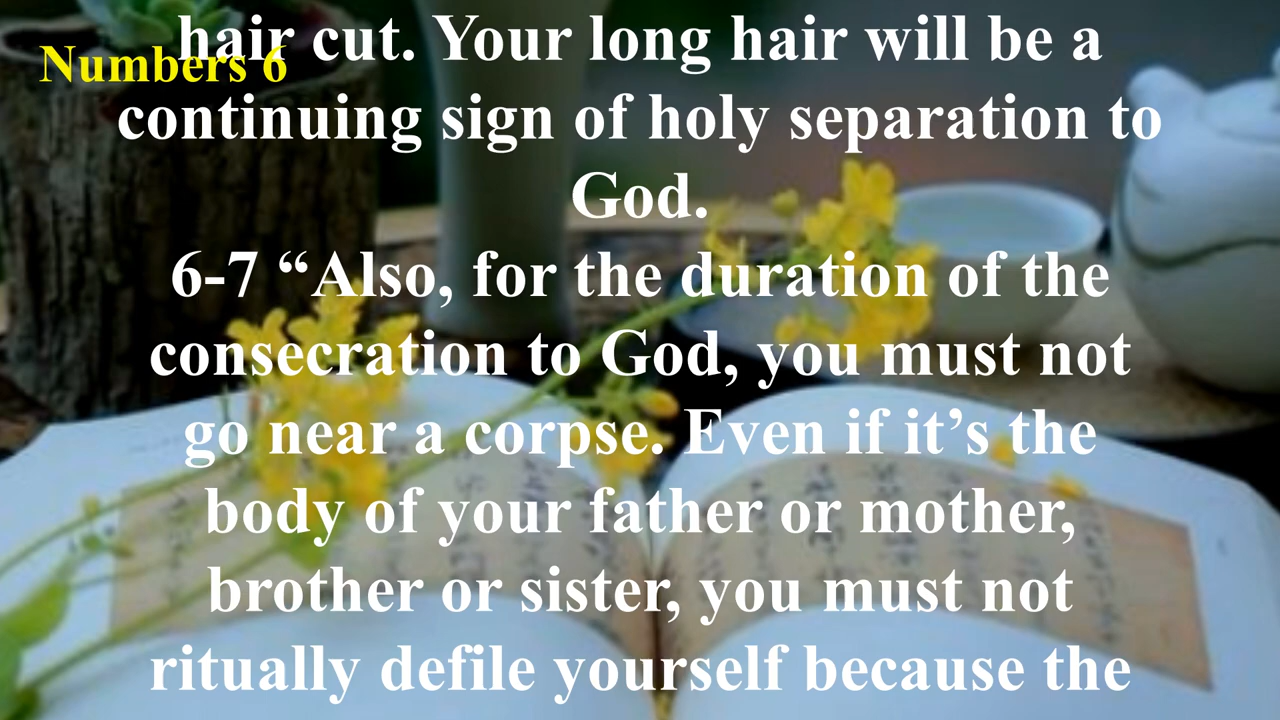 Numbers 6
hair cut. Your long hair will be a
continuing sign of holy separation to
God.
6-7 “Also, for the duration of the
consecration to God, you must not
go near a corpse. Even if it’s the
body of your father or mother,
brother or sister, you must not
ritually defile yourself because the